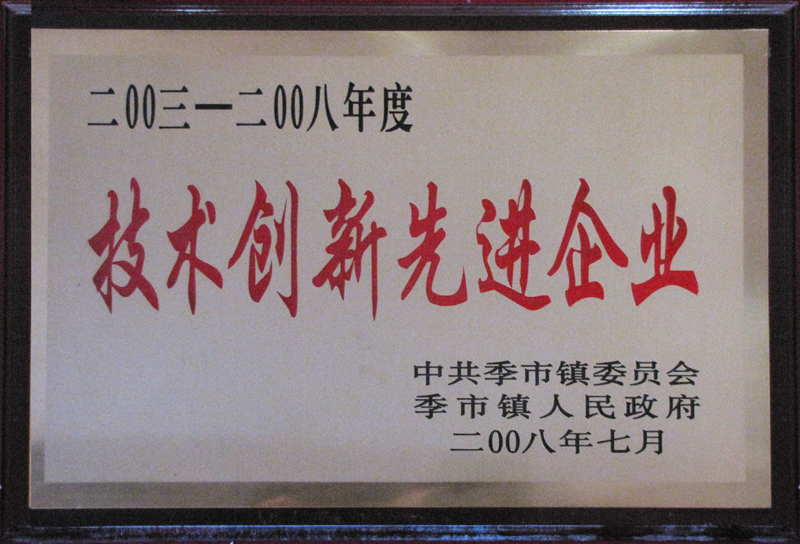 二00三一二00八年度
技术创新先进企业
中共季市镇委员会
季市镇人民政府
二00八年七月